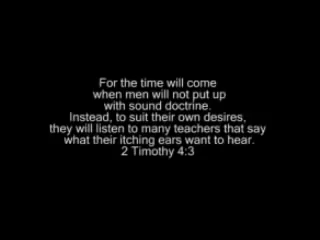 For the time will come
when men will not put up
with sound doctrine.
Instead, to suit their own desires,
they will listen to many teachers that say
what their itching ears want to hear.
2 Timothy 4:3